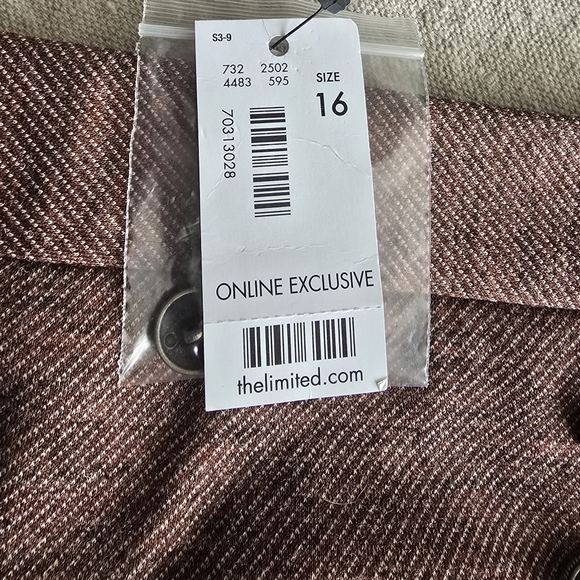 S3-9
732 2502
4483 595
SIZE
16
70313028
ONLINE EXCLUSIVE
thelimited.com